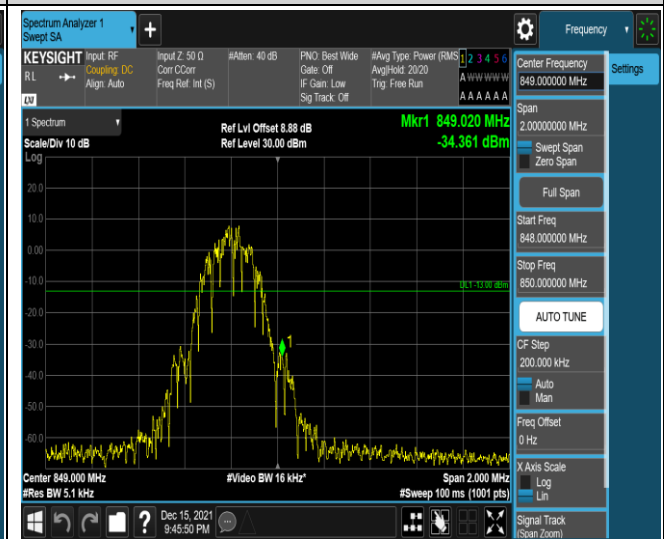 Spectrum Analyzer 1
Swept SA
+
Frequency
KEYSIGHT
RL
Input: RF
Coupling: DC
Align: Auto
Input Z: 50 Ω
Corr CCorr
Freq Ref: Int (S)
#Atten: 40 dB
PNO: Best Wide
Gate: Off
IF Gain: Low
Sig Track: Off
#Avg Type: Power (RMS
Avg|Hold: 20/20
Trig: Free Run
1 2 3 4 5 6
A W W W W W
A A A A A A
LXI
1 Spectrum
Scale/Div 10 dB
Log
Ref Lvl Offset 8.88 dB
Ref Level 30.00 dBm
Mkr1 849.020 MHz
-34.361 dBm
20.0
10.0
0.00
-10.0
-20.0
-30.0
-40.0
-50.0
-60.0
DL1 -13.00 dBm
1
Center 849.000 MHz
#Res BW 5.1 kHz
#Video BW 16 kHz*
Span 2.000 MHz
#Sweep 100 ms (1001 pts)
?
Dec 15, 2021
9:45:50 PM
Center Frequency
849.000000 MHz
Settings
Span
2.00000000 MHz
Swept Span
Zero Span
Full Span
Start Freq
848.000000 MHz
Stop Freq
850.000000 MHz
AUTO TUNE
CF Step
200.000 kHz
Auto
Man
Freq Offset
0 Hz
X Axis Scale
Log
Lin
Signal Track
(Span Zoom)